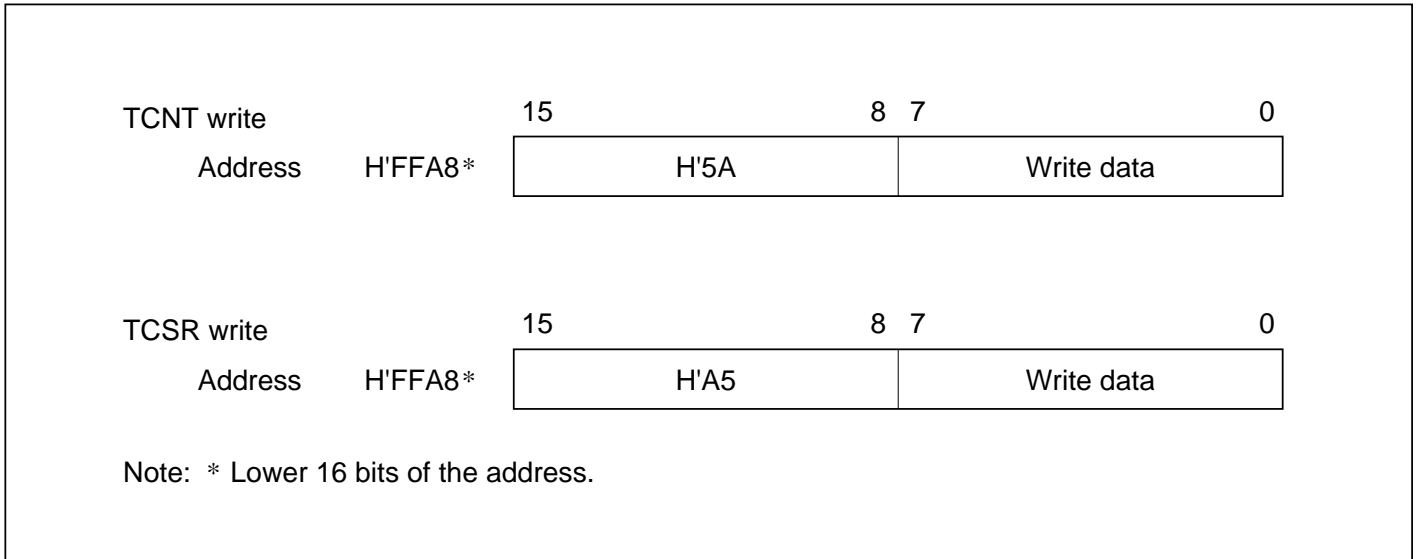 TCNT write 15 8 7 0
Address H'FFA8* H'5A Write data
TCSR write 15 8 7 0
Address H'FFA8* H'A5 Write data
Note: * Lower 16 bits of the address.